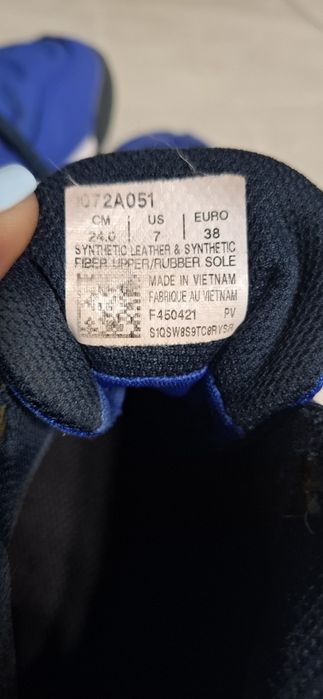 1072A051
CM US EURO
24.0 7 38
SYNTHETIC LEATHER & SYNTHETIC
FIBER UPPER/RUBBER SOLE
MADE IN VIETNAM
FABRIQUE AU VIETNAM
F450421 PV